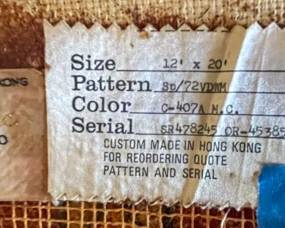 Size 12' x 20'
Pattern Sp/72VDMM
Color C-407A M.C.
Serial SR478245 OR-45385
CUSTOM MADE IN HONG KONG
FOR REORDERING QUOTE
PATTERN AND SERIAL